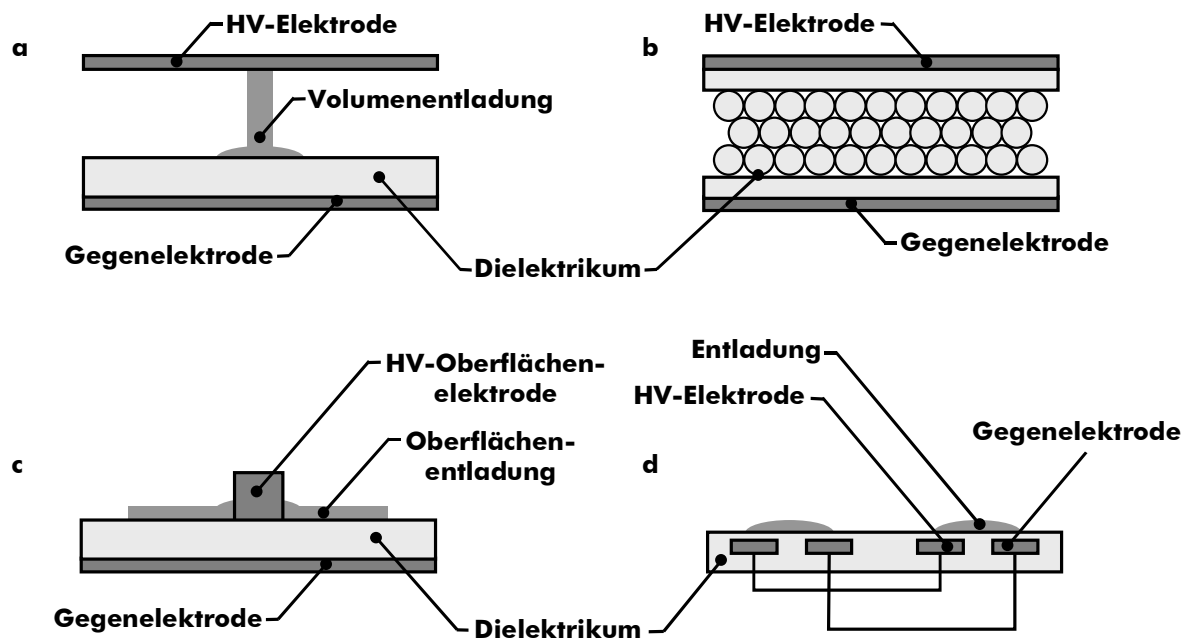 a
HV-Elektrode
Volumenentladung
Gegenelektrode
Dielektrikum
b
HV-Elektrode
Gegenelektrode
c
HV-Oberflächen-
elektrode
Oberflächen-
entladung
Gegenelektrode
Dielektrikum
d
Entladung
HV-Elektrode
Gegenelektrode